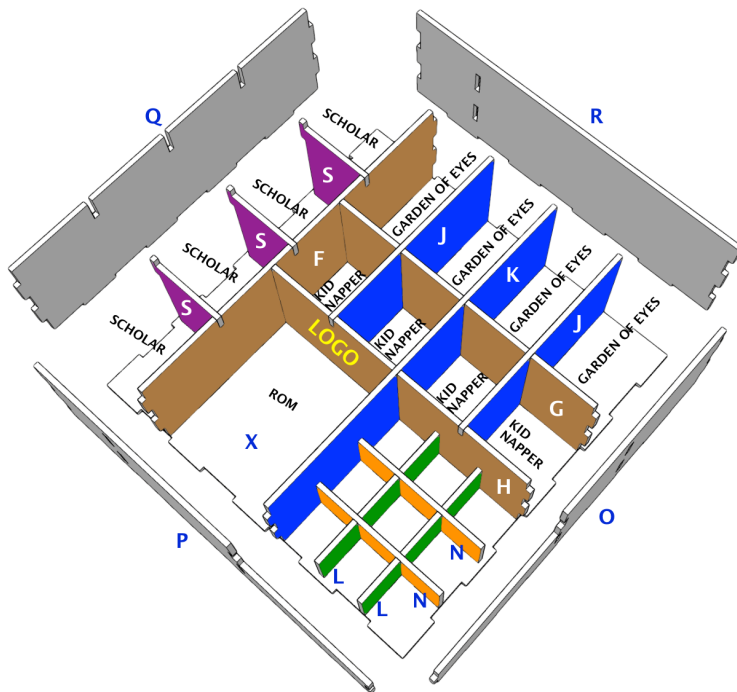 Q
R
SCHOLAR
S
GARDEN OF EYES
SCHOLAR
S
J
GARDEN OF EYES
SCHOLAR
S
F
KID
NAPPER
K
GARDEN OF EYES
SCHOLAR
LOGO
KID
NAPPER
J
GARDEN OF EYES
ROM
KID
NAPPER
G
X
KID
NAPPER
H
P
O
L
N
L
N